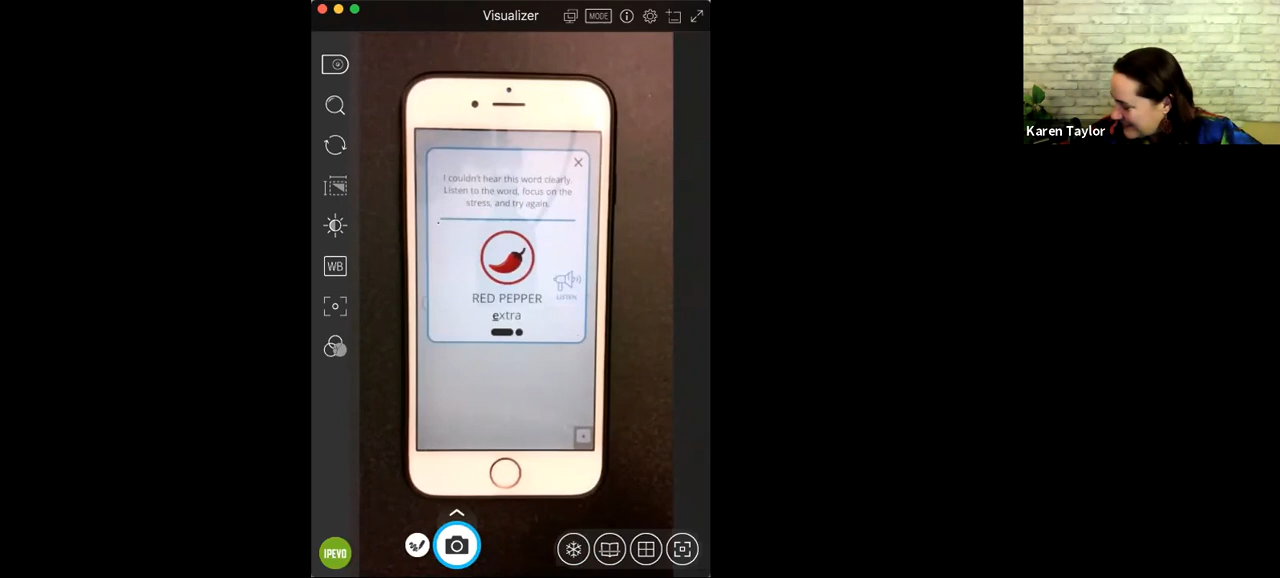 Visualizer
MODE
Karen Taylor
I couldn't hear this word clearly.
Listen to the word, focus on the
stress, and try again.
RED PEPPER
LISTEN
extra
WB
IPEVO